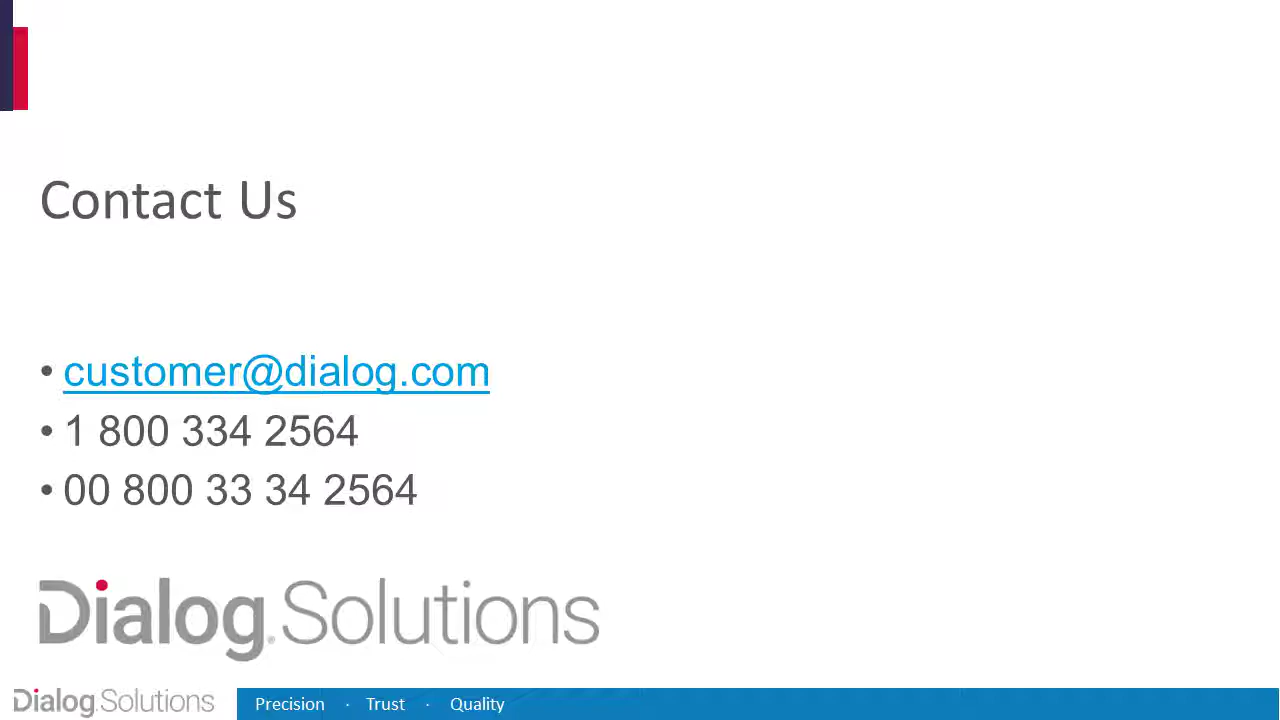 Contact Us
• customer@dialog.com
• 1 800 334 2564
• 00 800 33 34 2564
Dialog.Solutions
Dialog.Solutions
Precision · Trust · Quality